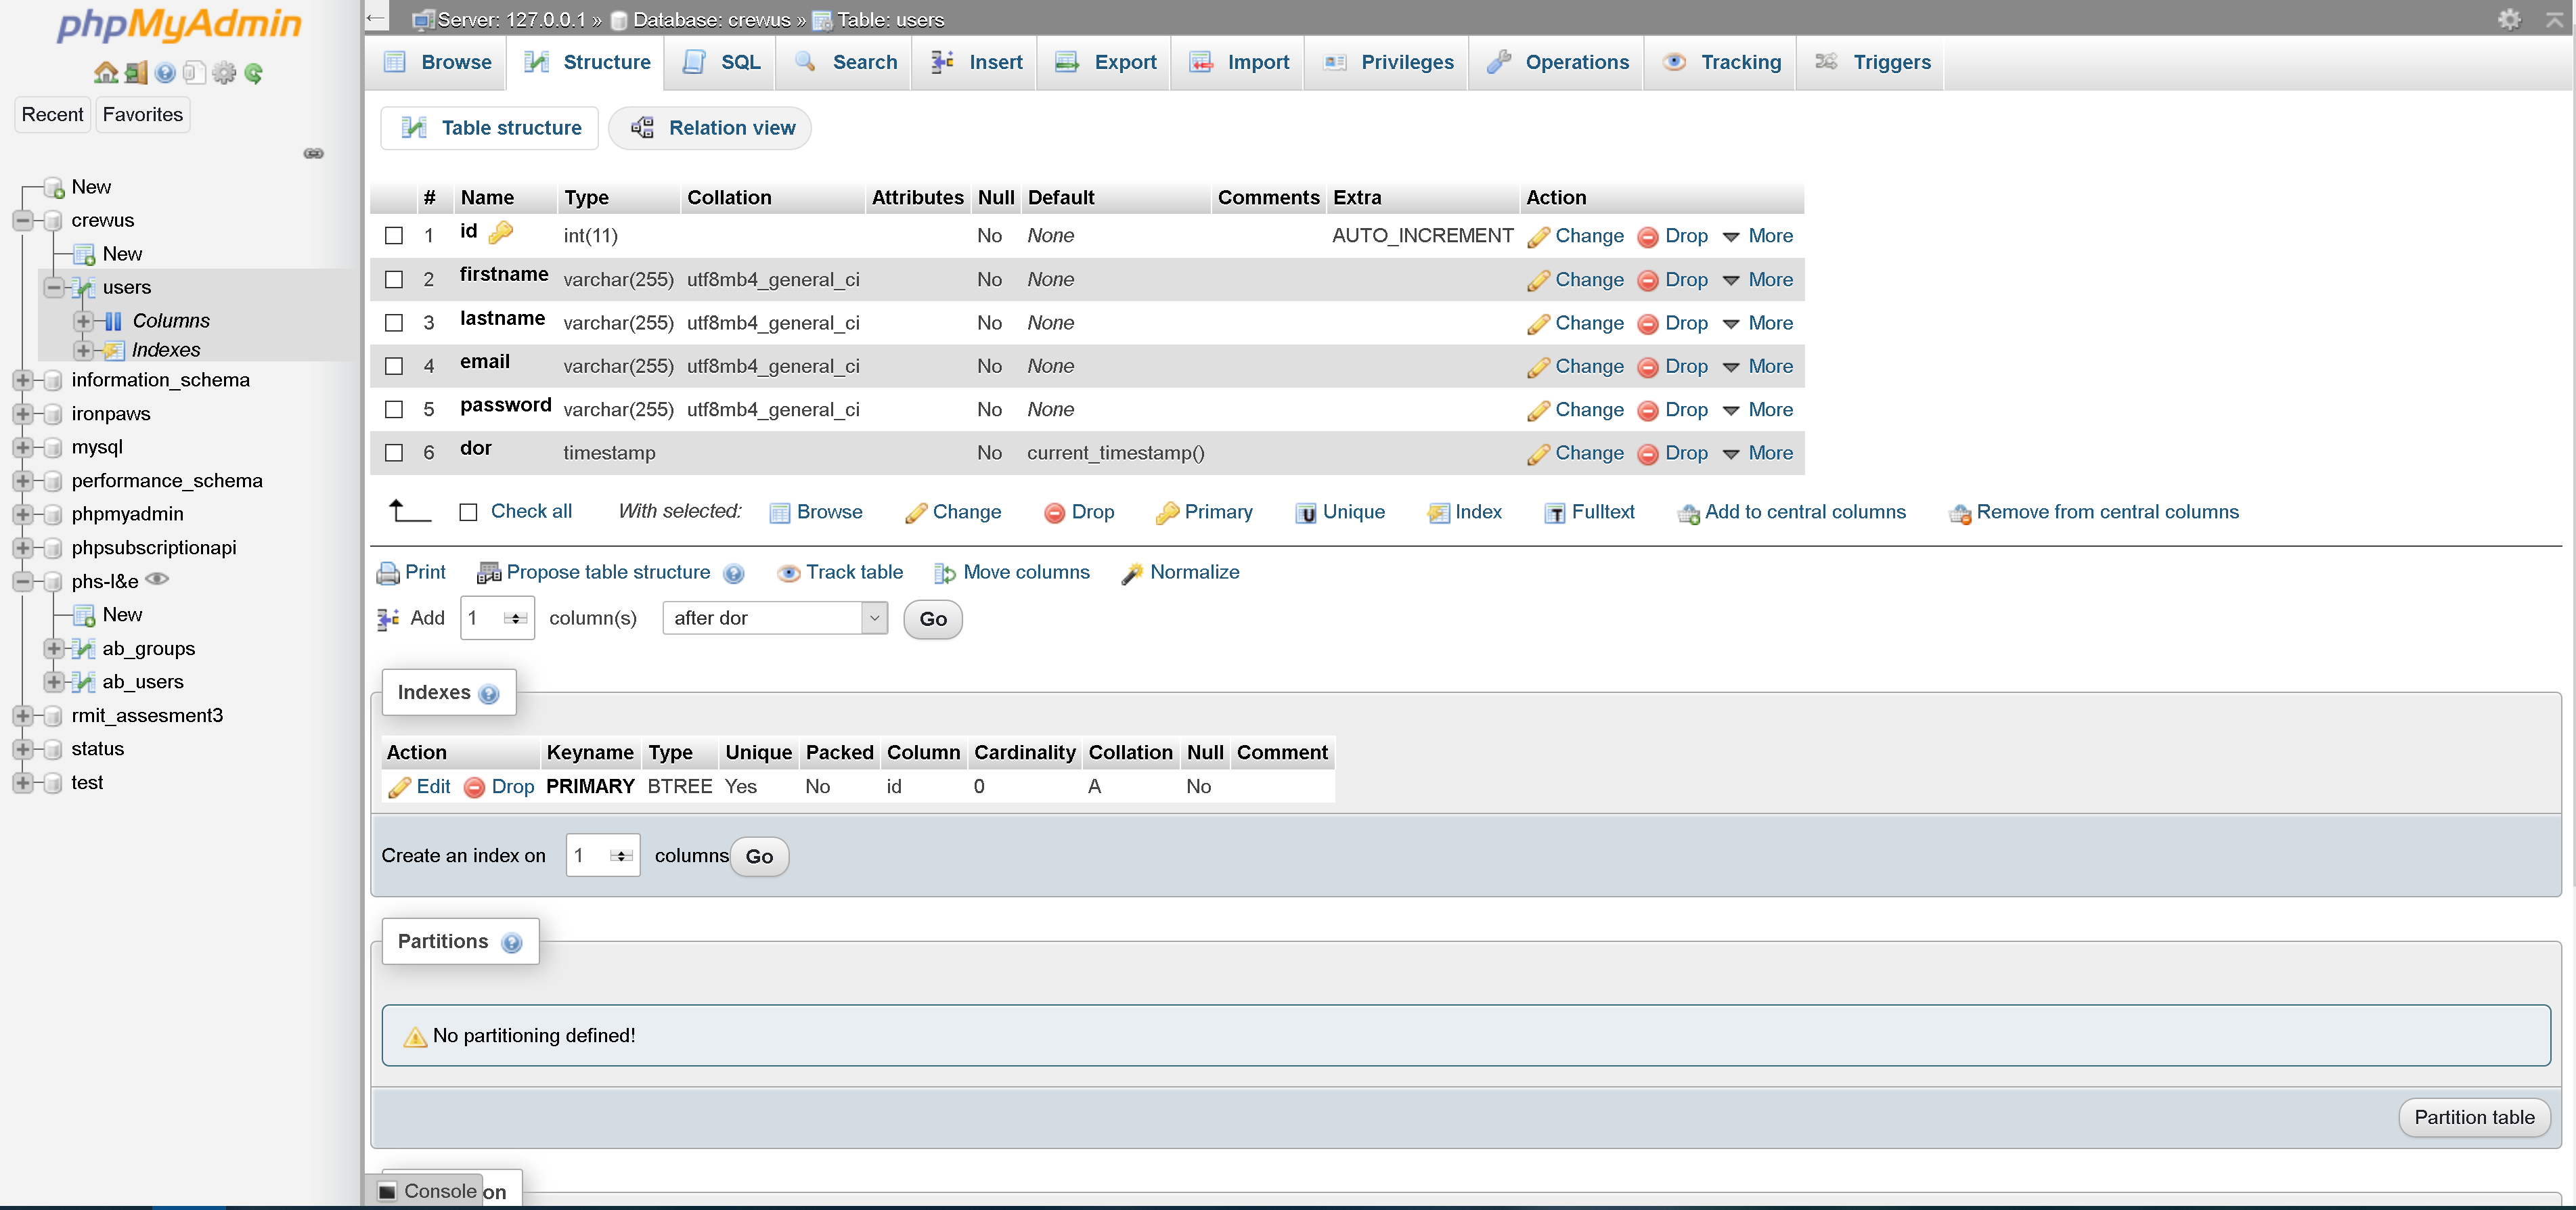 phpMyAdmin
Recent Favorites
New
crewus
New
users
Columns
Indexes
information_schema
ironpaws
mysql
performance_schema
phpmyadmin
phpsubscriptionapi
phs-l&e
New
ab_groups
ab_users
rmit_assesment3
status
test
Server: 127.0.0.1 » Database: crewus » Table: users
Browse Structure SQL Search Insert Export Import Privileges Operations Tracking Triggers
Table structure Relation view
# Name Type Collation Attributes Null Default Comments Extra Action
1 id int(11) No None AUTO_INCREMENT Change Drop More
2 firstname varchar(255) utf8mb4_general_ci No None Change Drop More
3 lastname varchar(255) utf8mb4_general_ci No None Change Drop More
4 email varchar(255) utf8mb4_general_ci No None Change Drop More
5 password varchar(255) utf8mb4_general_ci No None Change Drop More
6 dor timestamp No current_timestamp() Change Drop More
Check all With selected: Browse Change Drop Primary Unique Index Fulltext Add to central columns Remove from central columns
Print Propose table structure Track table Move columns Normalize
Add 1 column(s) after dor Go
Indexes
Action Keyname Type Unique Packed Column Cardinality Collation Null Comment
Edit Drop PRIMARY BTREE Yes No id 0 A No
Create an index on 1 columns Go
Partitions
No partitioning defined!
Partition table
Console on